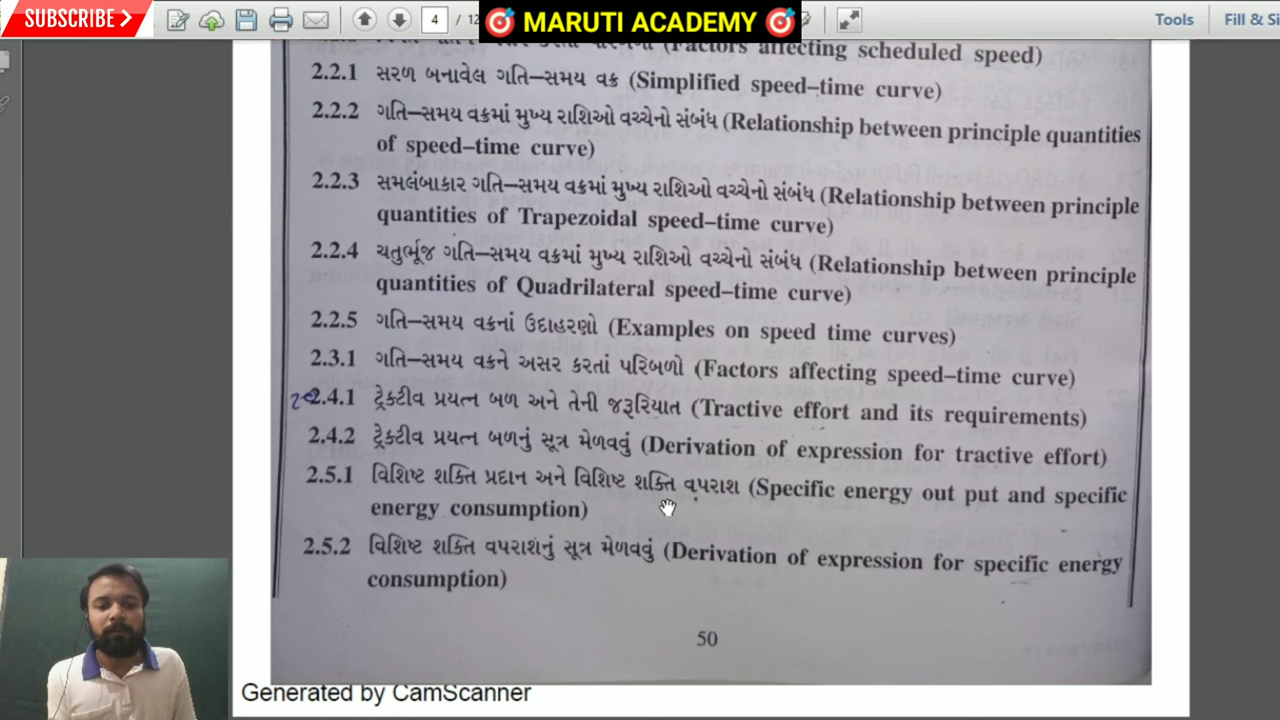 SUBSCRIBE
4 / 12
🎯 MARUTI ACADEMY 🎯
Tools
Fill &
(Factors affecting scheduled speed)
2.2.1 સરળ બનાવેલ ગતિ–સમય વક્ર (Simplified speed–time curve)
2.2.2 ગતિ–સમય વક્રમાં મુખ્ય રાશિઓ વચ્ચેનો સંબંધ (Relationship between principle quantities
of speed–time curve)
2.2.3 સમલંબાકાર ગતિ–સમય વક્રમાં મુખ્ય રાશિઓ વચ્ચેનો સંબંધ (Relationship between principle
quantities of Trapezoidal speed–time curve)
2.2.4 ચતુર્ભૂજ ગતિ–સમય વક્રમાં મુખ્ય રાશિઓ વચ્ચેનો સંબંધ (Relationship between principle
quantities of Quadrilateral speed–time curve)
2.2.5 ગતિ–સમય વક્રનાં ઉદાહરણો (Examples on speed time curves)
2.3.1 ગતિ–સમય વક્રને અસર કરતાં પરિબળો (Factors affecting speed–time curve)
2.4.1 ટ્રેક્ટીવ પ્રયત્ન બળ અને તેની જરૂરિયાત (Tractive effort and its requirements)
2.4.2 ટ્રેક્ટીવ પ્રયત્ન બળનું સૂત્ર મેળવવું (Derivation of expression for tractive effort)
2.5.1 વિશિષ્ટ શક્તિ પ્રદાન અને વિશિષ્ટ શક્તિ વપરાશ (Specific energy out put and specific
energy consumption)
2.5.2 વિશિષ્ટ શક્તિ વપરાશનું સૂત્ર મેળવવું (Derivation of expression for specific energy
consumption)
50
Generated by CamScanner